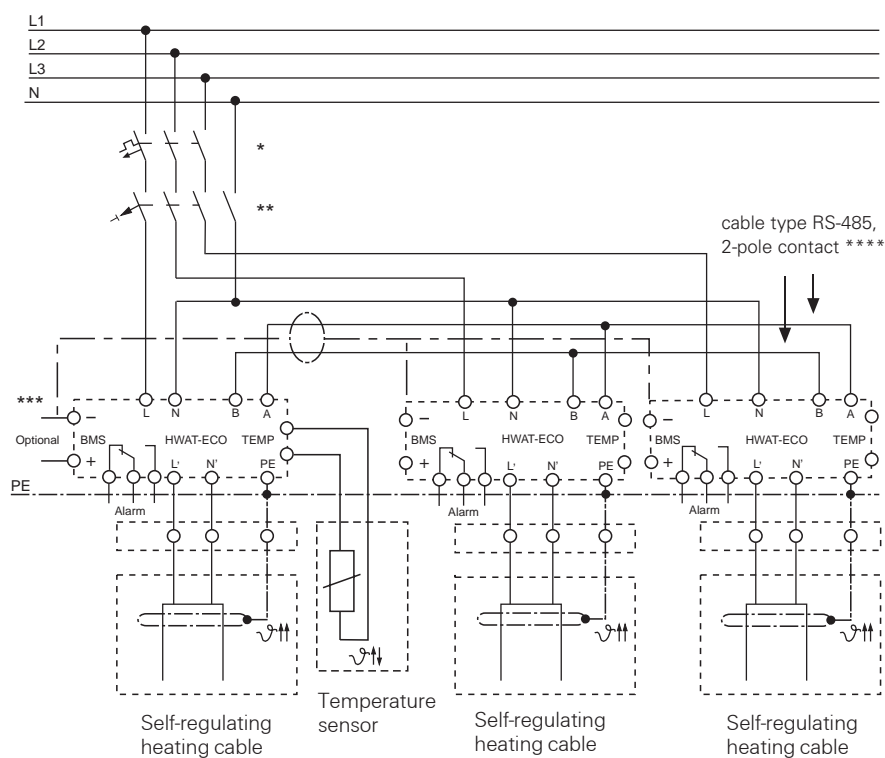 L1
L2
L3
N
*
**
cable type RS-485,
2-pole contact ****
***
Optional
L N B A
– BMS HWAT-ECO TEMP
+
L' N' PE
Alarm
L N B A
– BMS HWAT-ECO TEMP
+
L' N' PE
Alarm
L N B A
– BMS HWAT-ECO TEMP
+
L' N' PE
Alarm
PE
Self-regulating
heating cable
Temperature
sensor
Self-regulating
heating cable
Self-regulating
heating cable